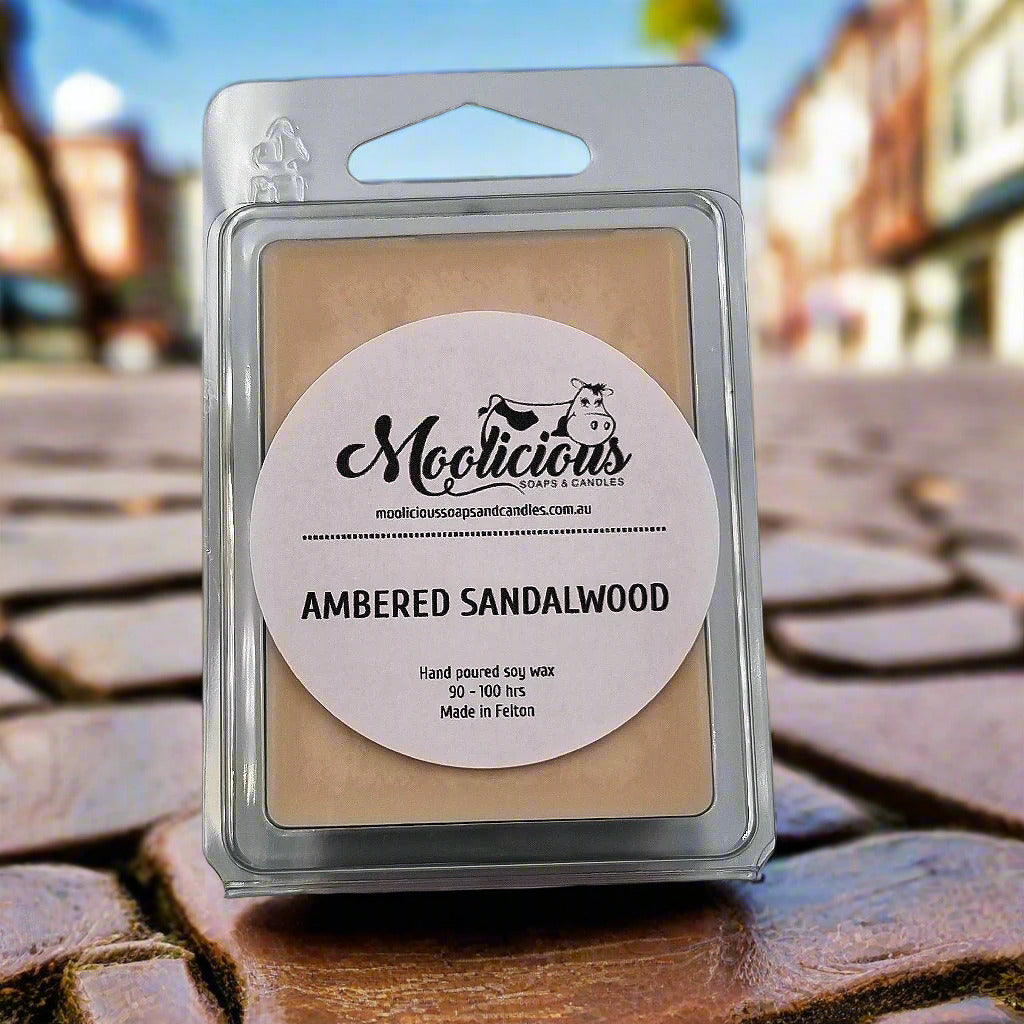 Moolicious
SOAPS & CANDLES
mooliciousoapsandcandles.com.au
AMBERED SANDALWOOD
Hand poured soy wax
90 - 100 hrs
Made in Felton